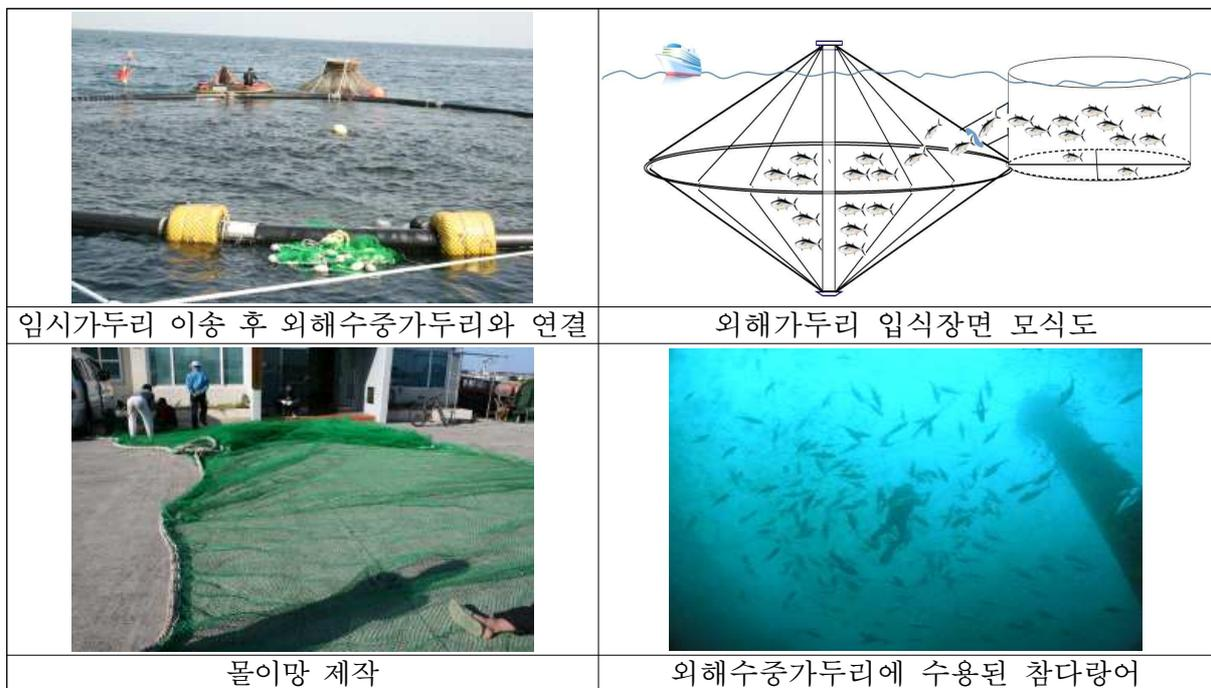 임시가두리 이송 후 외해수중가두리와 연결
외해가두리 입식장면 모식도
몰이망 제작
외해수중가두리에 수용된 참다랑어